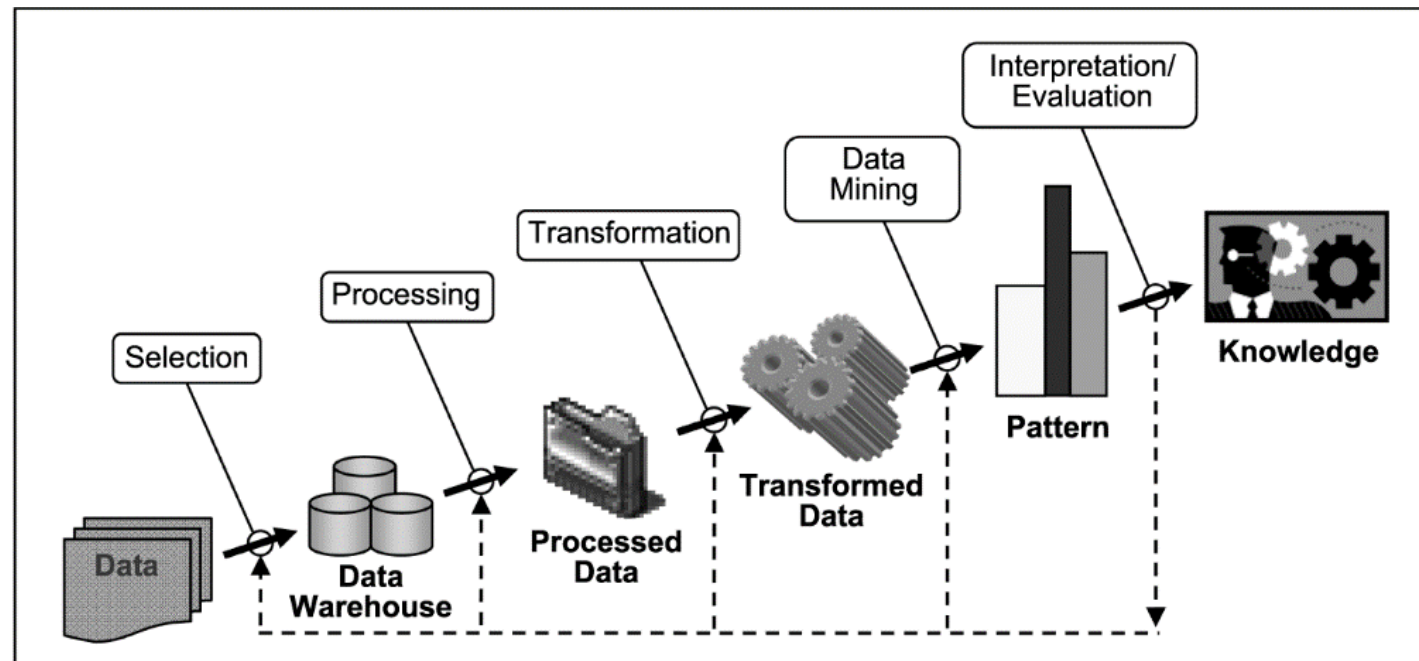 Interpretation/
Evaluation
Data
Mining
Transformation
Processing
Selection
Knowledge
Pattern
Transformed
Data
Processed
Data
Data
Warehouse
Data